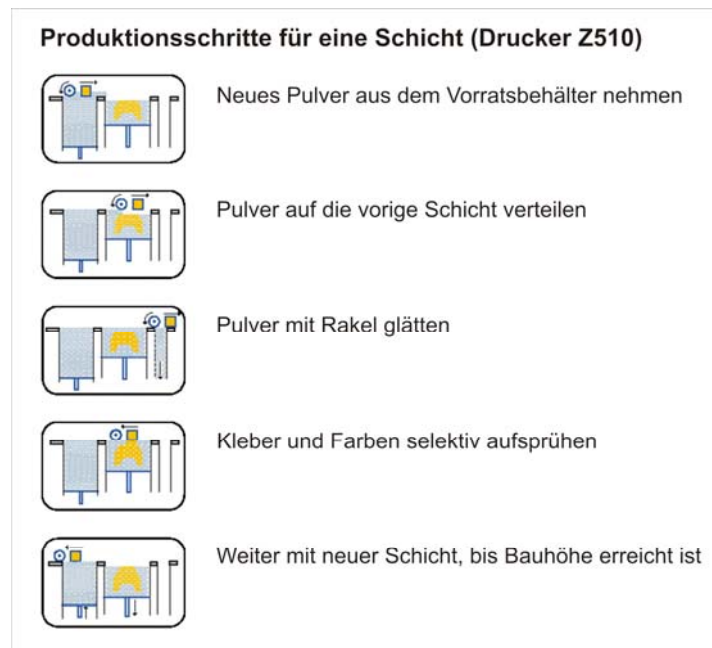 Produktionsschritte für eine Schicht (Drucker Z510)
Neues Pulver aus dem Vorratsbehälter nehmen
Pulver auf die vorige Schicht verteilen
Pulver mit Rakel glätten
Kleber und Farben selektiv aufsprühen
Weiter mit neuer Schicht, bis Bauhöhe erreicht ist